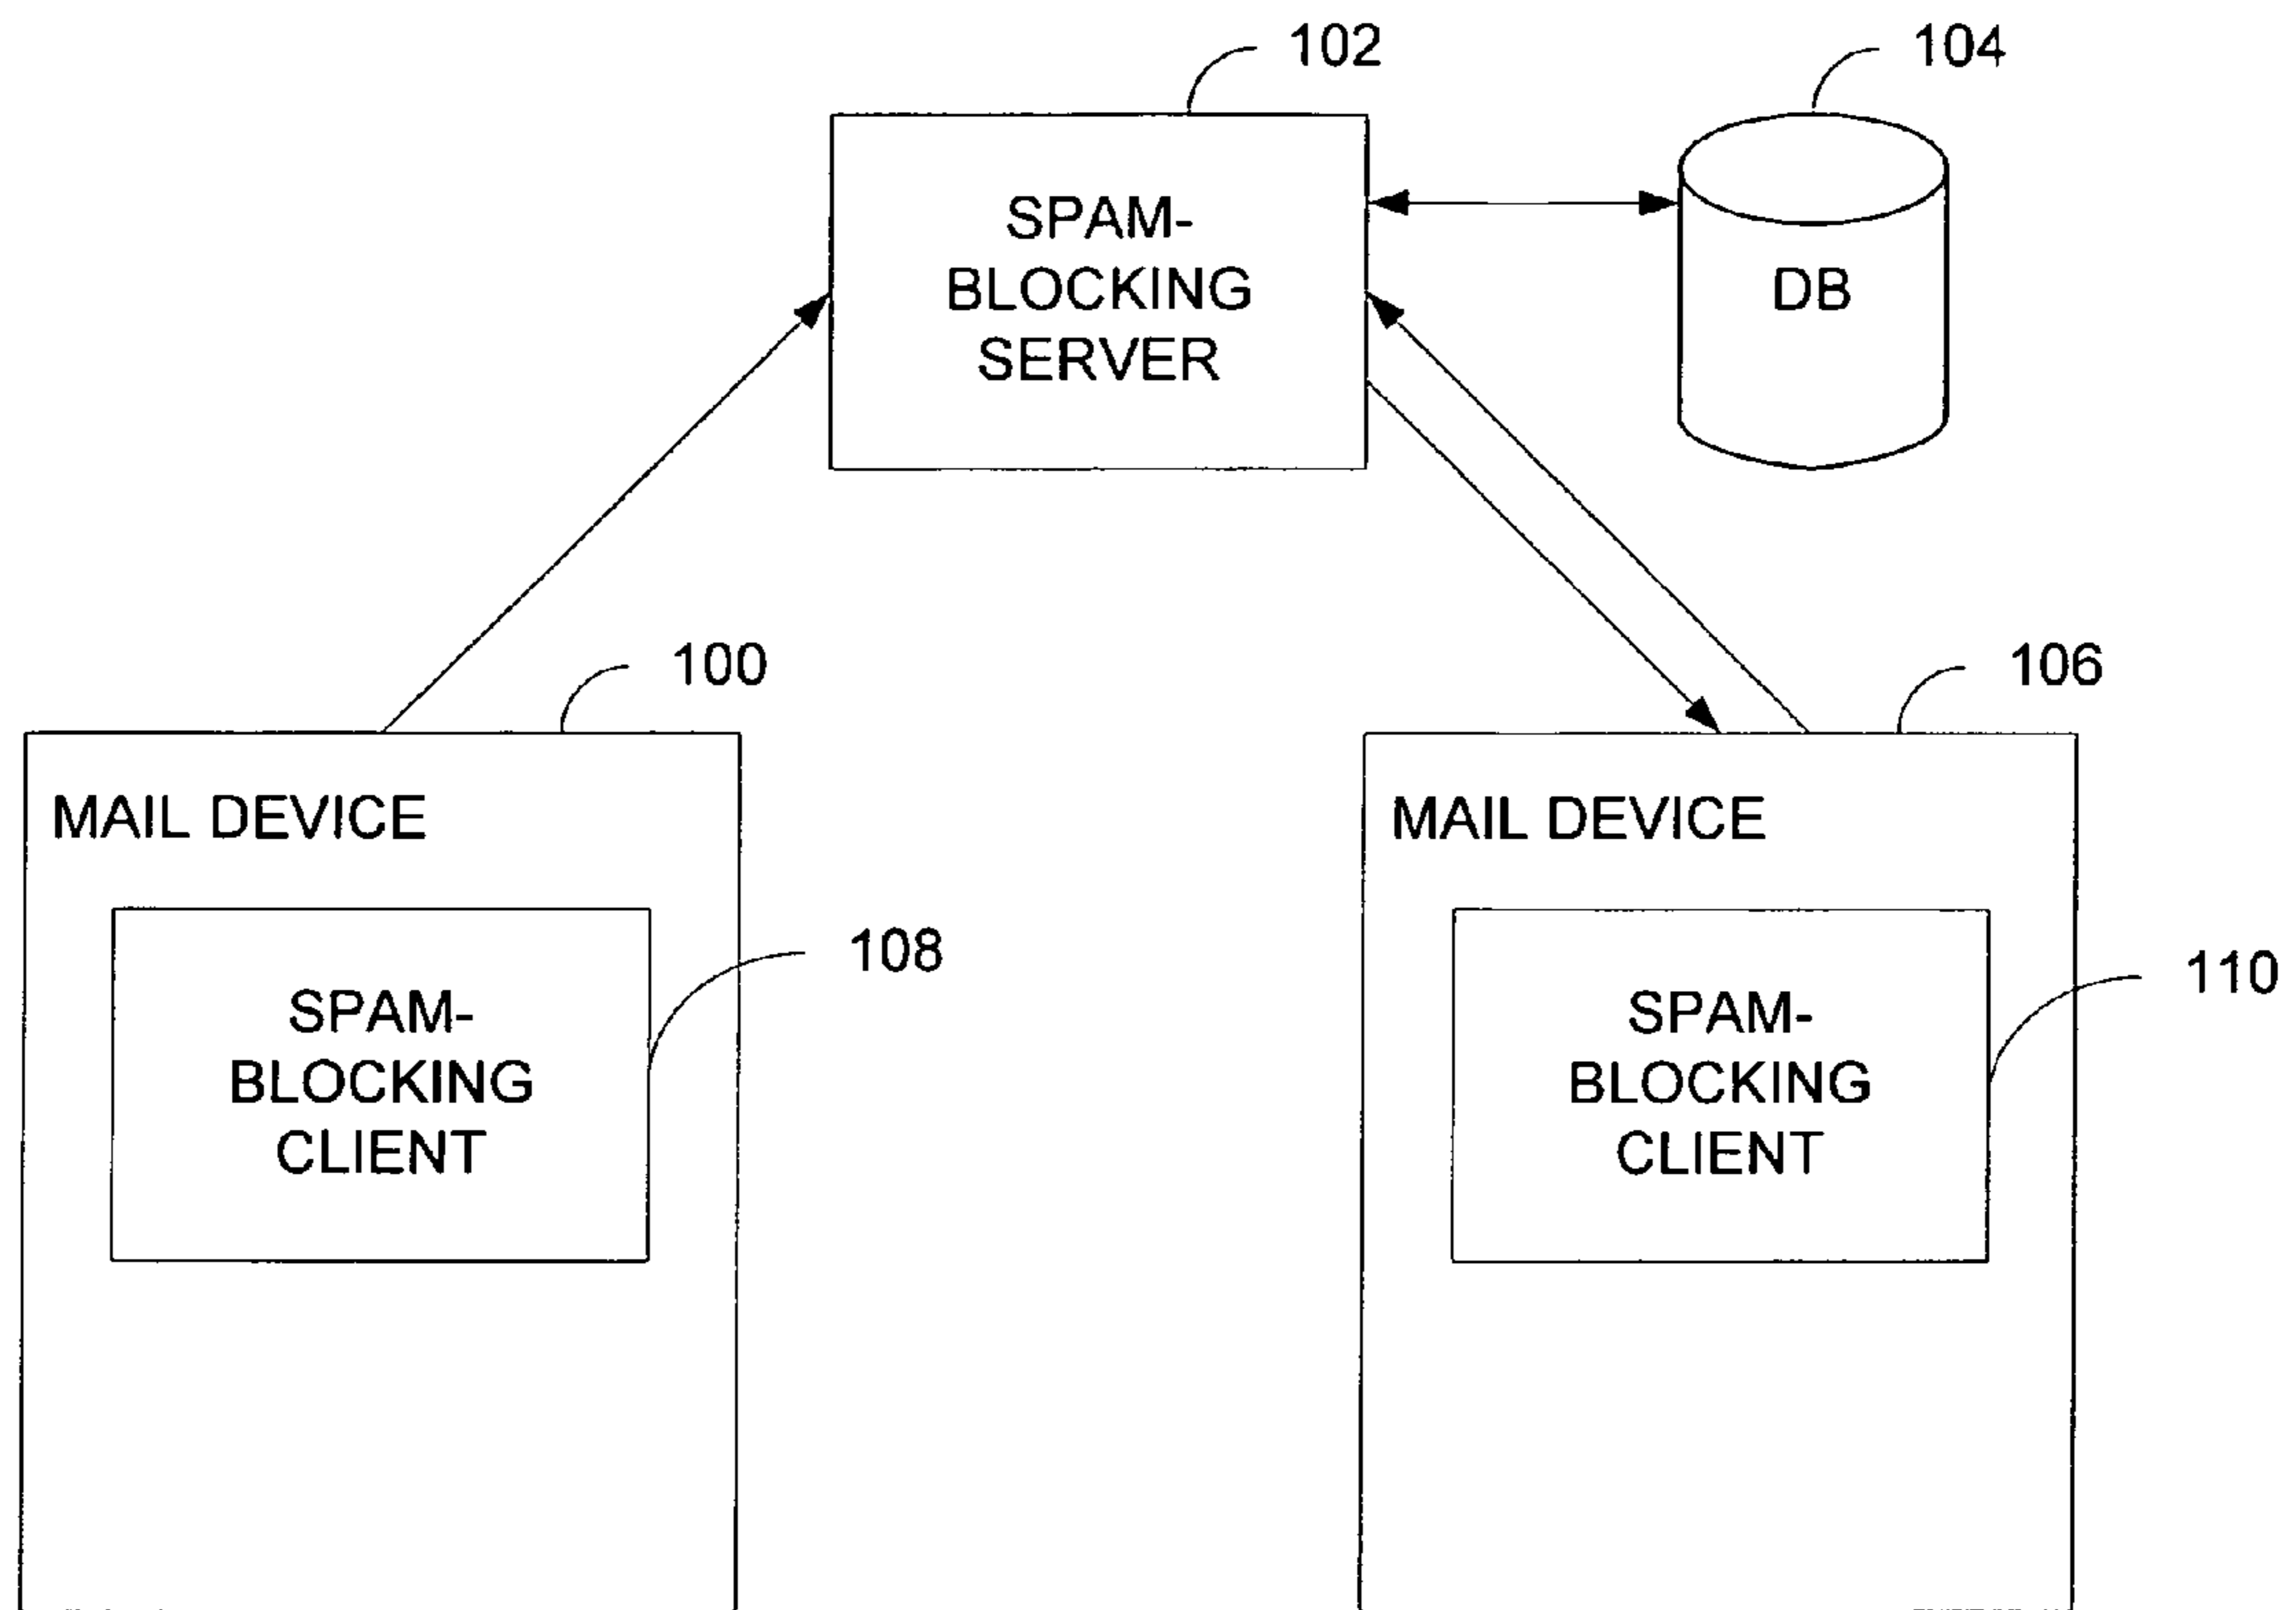 102
104
SPAM-
BLOCKING
SERVER
DB
100
106
MAIL DEVICE
MAIL DEVICE
108
110
SPAM-
BLOCKING
CLIENT
SPAM-
BLOCKING
CLIENT